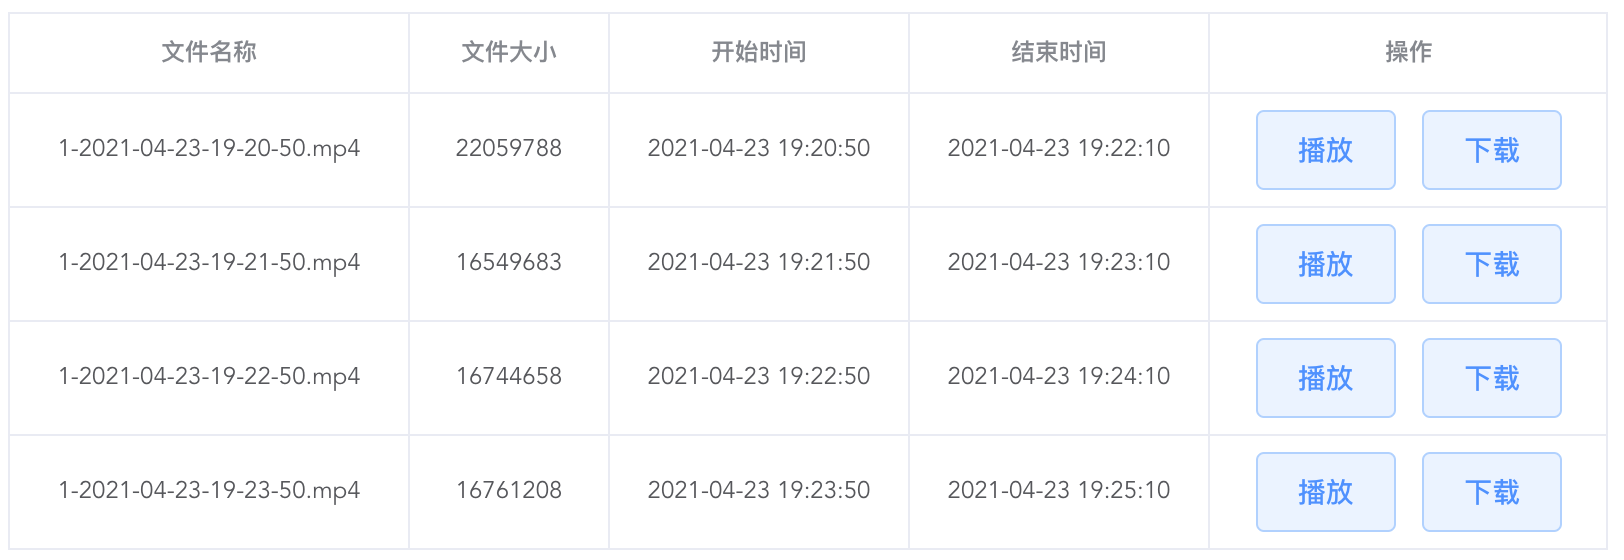 文件名称 文件大小 开始时间 结束时间 操作
1-2021-04-23-19-20-50.mp4 22059788 2021-04-23 19:20:50 2021-04-23 19:22:10 播放 下载
1-2021-04-23-19-21-50.mp4 16549683 2021-04-23 19:21:50 2021-04-23 19:23:10 播放 下载
1-2021-04-23-19-22-50.mp4 16744658 2021-04-23 19:22:50 2021-04-23 19:24:10 播放 下载
1-2021-04-23-19-23-50.mp4 16761208 2021-04-23 19:23:50 2021-04-23 19:25:10 播放 下载